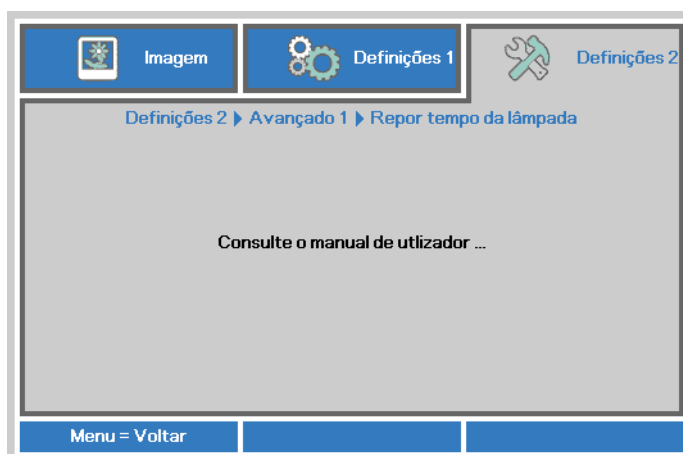 Imagem
Definições 1
Definições 2
Definições 2 Avançado 1 Repor tempo da lâmpada
Consulte o manual de utlizador ...
Menu = Voltar